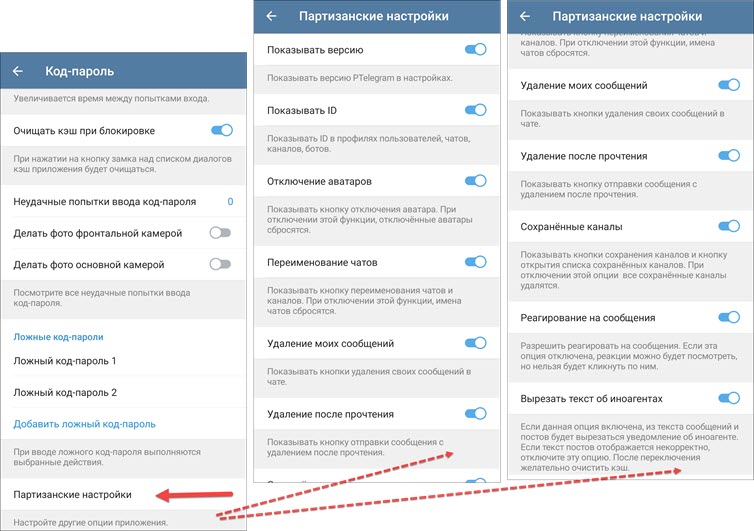 Код-пароль
Увеличивается время между попытками входа.
Очищать кэш при блокировке
При нажатии на кнопку замка над списком диалогов
кэш приложения будет очищаться.
Неудачные попытки ввода код-пароля 0
Делать фото фронтальной камерой
Делать фото основной камерой
Посмотрите все неудачные попытки ввода
код-пароля.
Ложные код-пароли
Ложный код-пароль 1
Ложный код-пароль 2
Добавить ложный код-пароль
При вводе ложного код-пароля выполняются
выбранные действия.
Партизанские настройки
Настройте другие опции приложения.
Партизанские настройки
Показывать версию
Показывать версию PTelegram в настройках.
Показывать ID
Показывать ID в профилях пользователей, чатов,
каналов, ботов.
Отключение аватаров
Показывать кнопку отключения аватара. При
отключении этой функции, отключённые аватары
сбросятся.
Переименование чатов
Показывать кнопку переименования чатов
и каналов. При отключении этой функции, имена
чатов сбросятся.
Удаление моих сообщений
Показывать кнопки удаления своих сообщений в
чате.
Удаление после прочтения
Показывать кнопку отправки сообщения с
удалением после прочтения.
Партизанские настройки
Показывать кнопку переименования чатов и
каналов. При отключении этой функции, имена
чатов сбросятся.
Удаление моих сообщений
Показывать кнопки удаления своих сообщений в
чате.
Удаление после прочтения
Показывать кнопку отправки сообщения с
удалением после прочтения.
Сохранённые каналы
Показывать кнопки сохранения каналов и кнопку
открытия списка сохранённых каналов. При
отключении этой опции все сохранённые каналы
удалятся.
Реагирование на сообщения
Разрешить реагировать на сообщения. Если эта
опция отключена, реакции можно будет посмотреть,
но нельзя будет кликнуть по ним.
Вырезать текст об иноагентах
Если данная опция включена, из текста сообщений и
постов будет вырезаться уведомление об иноагенте.
Если текст постов отображается некорректно,
отключите эту опцию. После переключения
желательно очистить кэш.